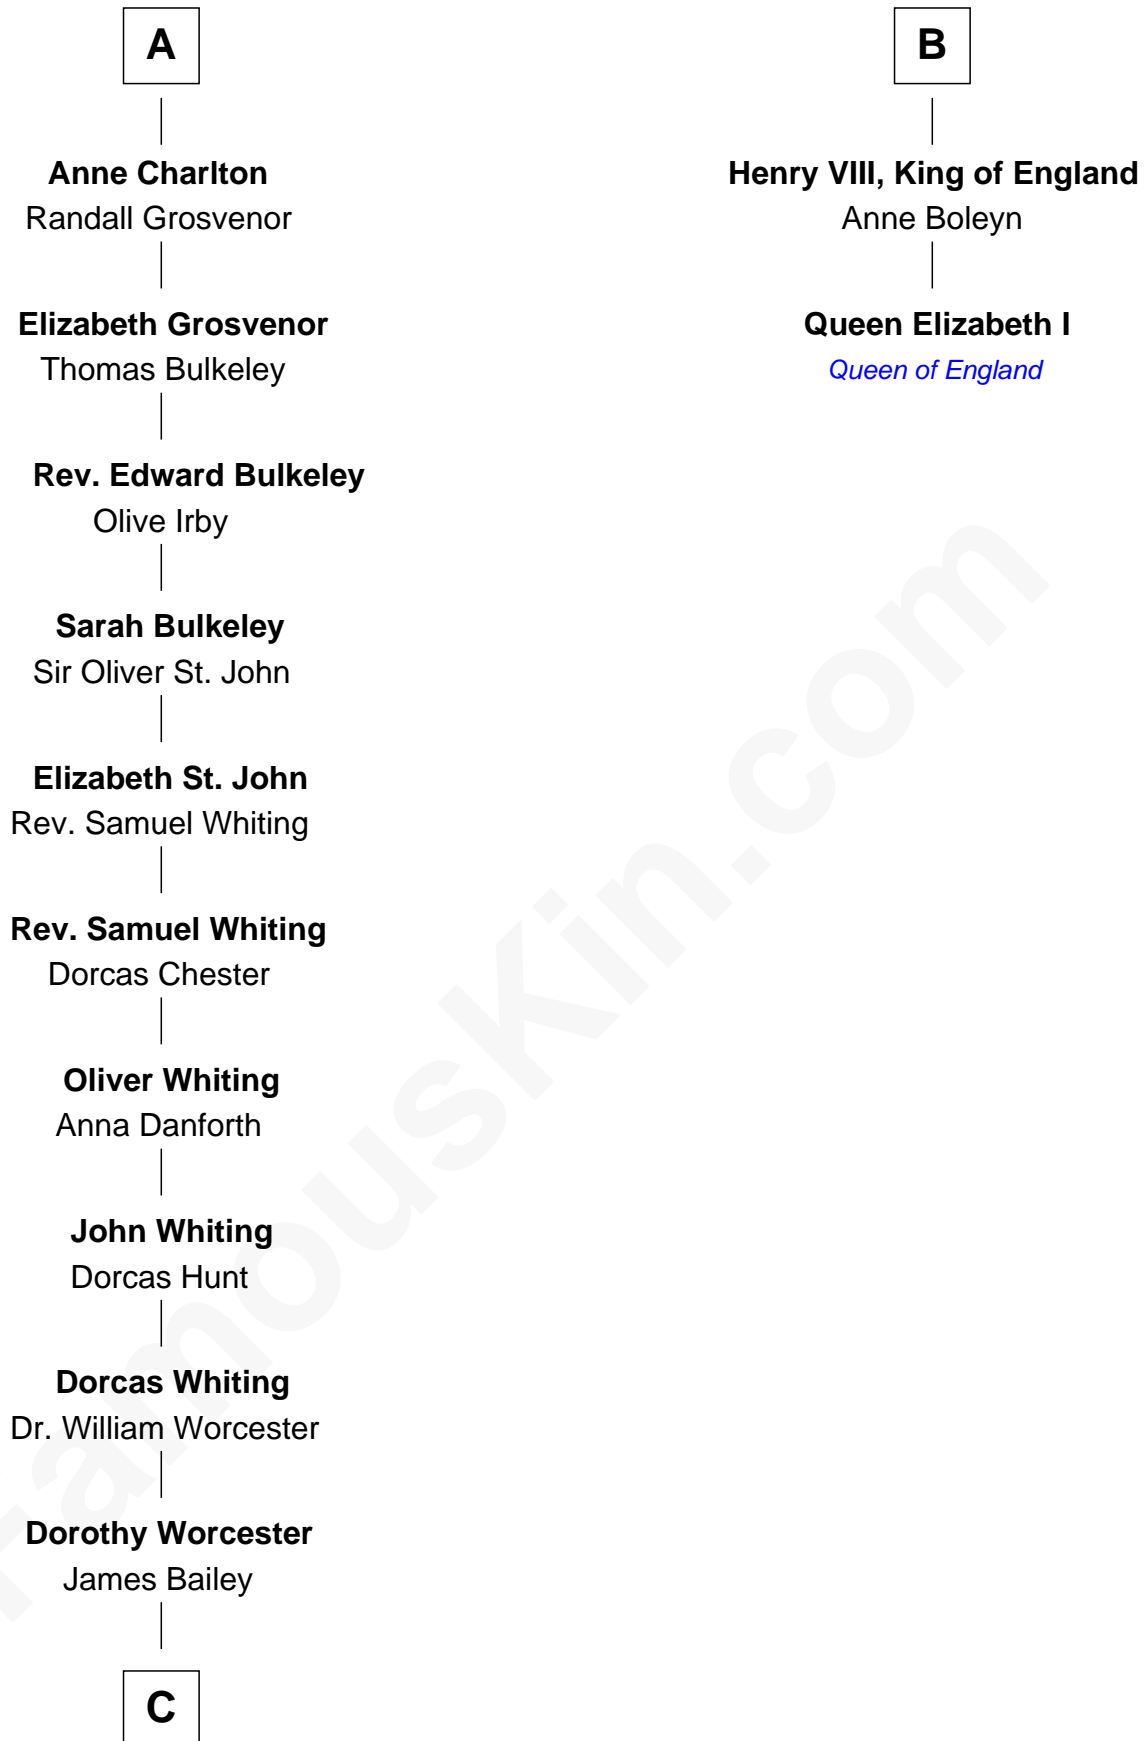 A
Anne Charlton
Randall Grosvenor
Elizabeth Grosvenor
Thomas Bulkeley
Rev. Edward Bulkeley
Olive Irby
Sarah Bulkeley
Sir Oliver St. John
Elizabeth St. John
Rev. Samuel Whiting
Rev. Samuel Whiting
Dorcas Chester
Oliver Whiting
Anna Danforth
John Whiting
Dorcas Hunt
Dorcas Whiting
Dr. William Worcester
Dorothy Worcester
James Bailey
C
B
Henry VIII, King of England
Anne Boleyn
Queen Elizabeth I
Queen of England
FamousKin.com